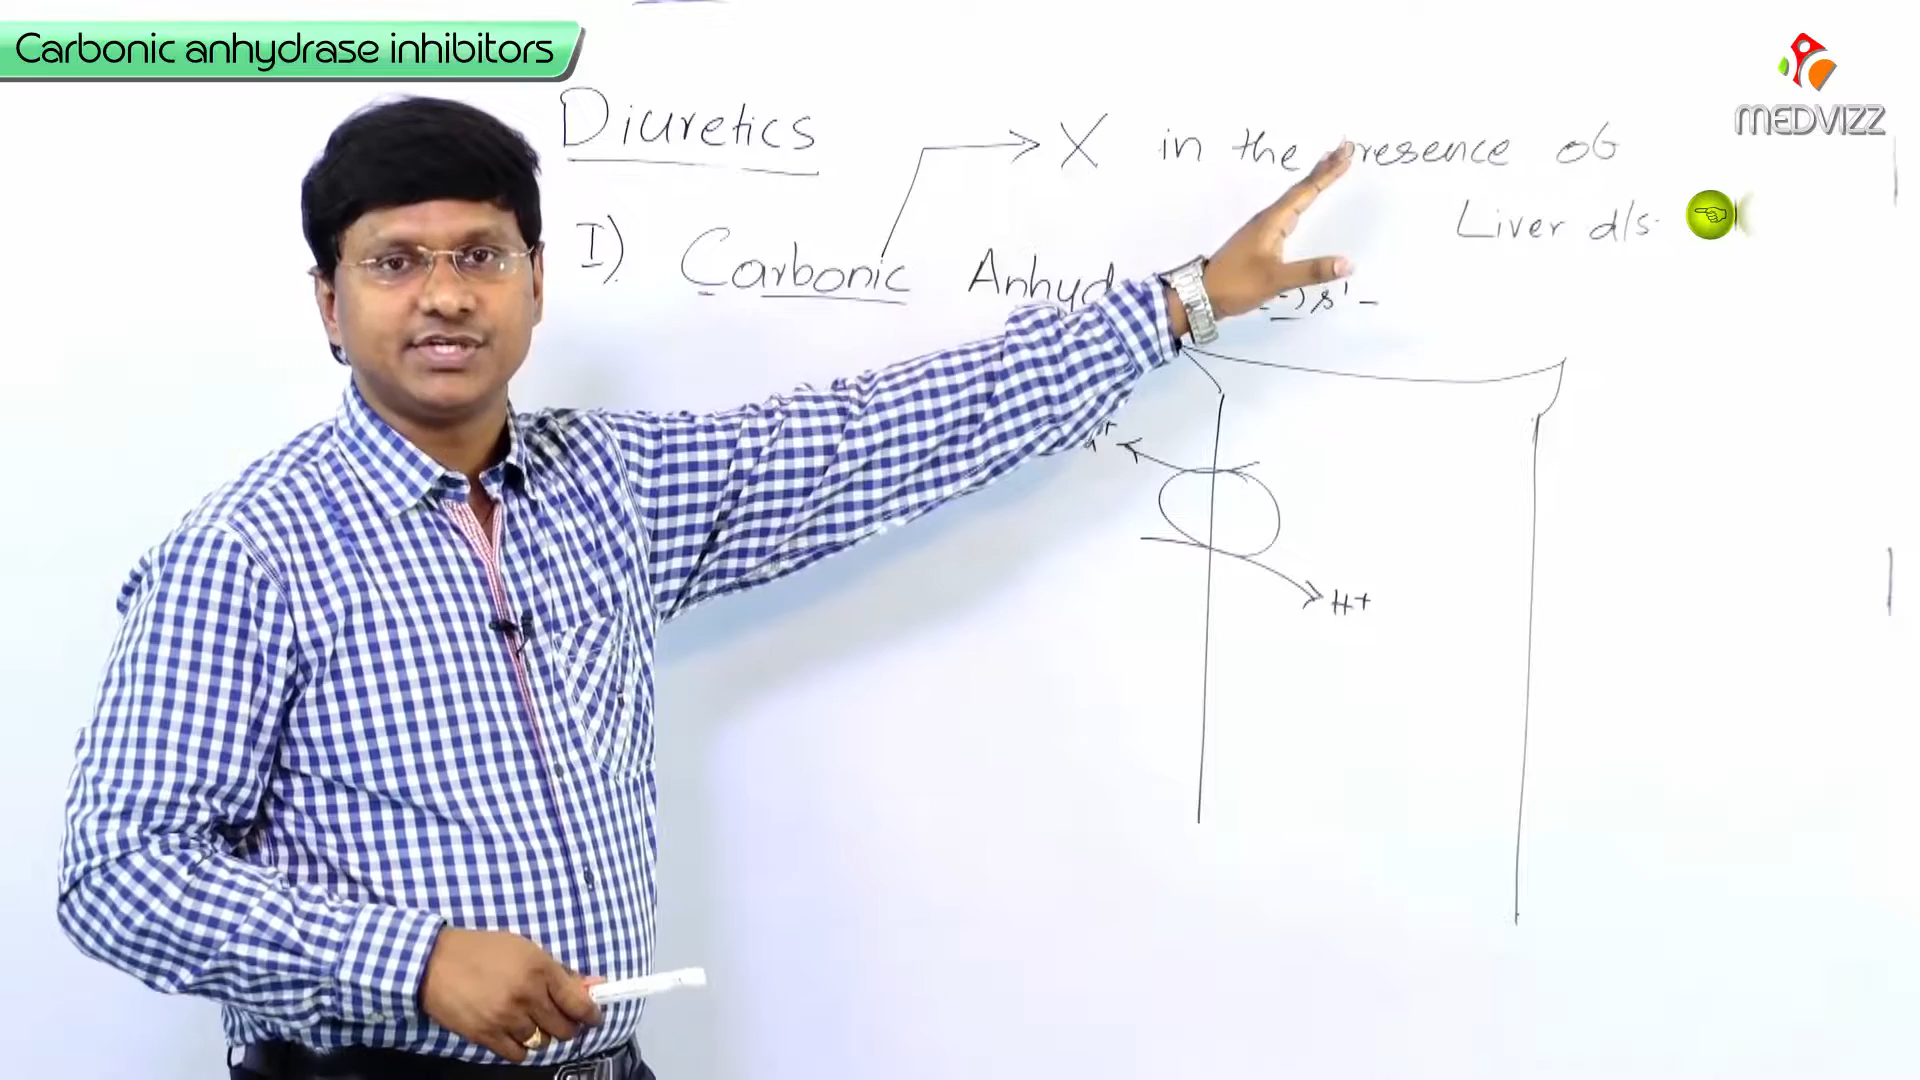 Carbonic anhydrase inhibitors
MEDVIZZ
Diuretics
X in the presence of
Liver d/s.
I) Carbonic Anhyd
H+